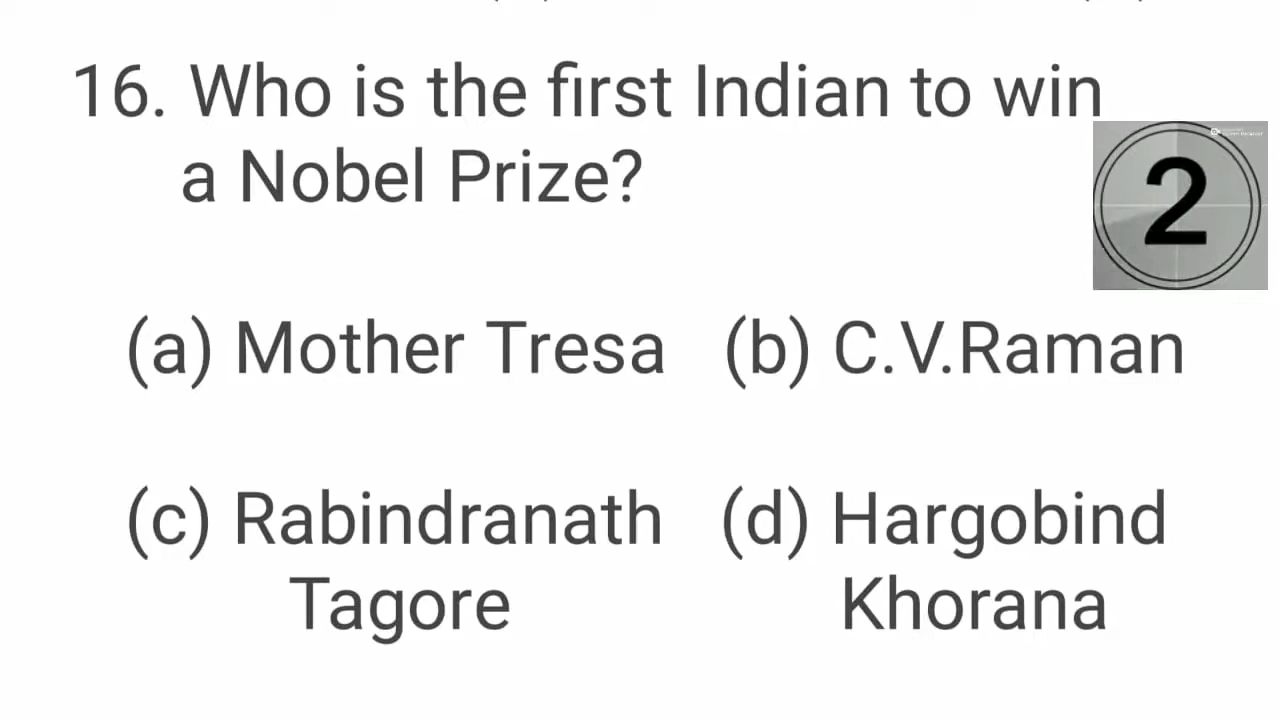 16. Who is the first Indian to win
a Nobel Prize?
2
(a) Mother Tresa (b) C.V.Raman
(c) Rabindranath (d) Hargobind
Tagore Khorana